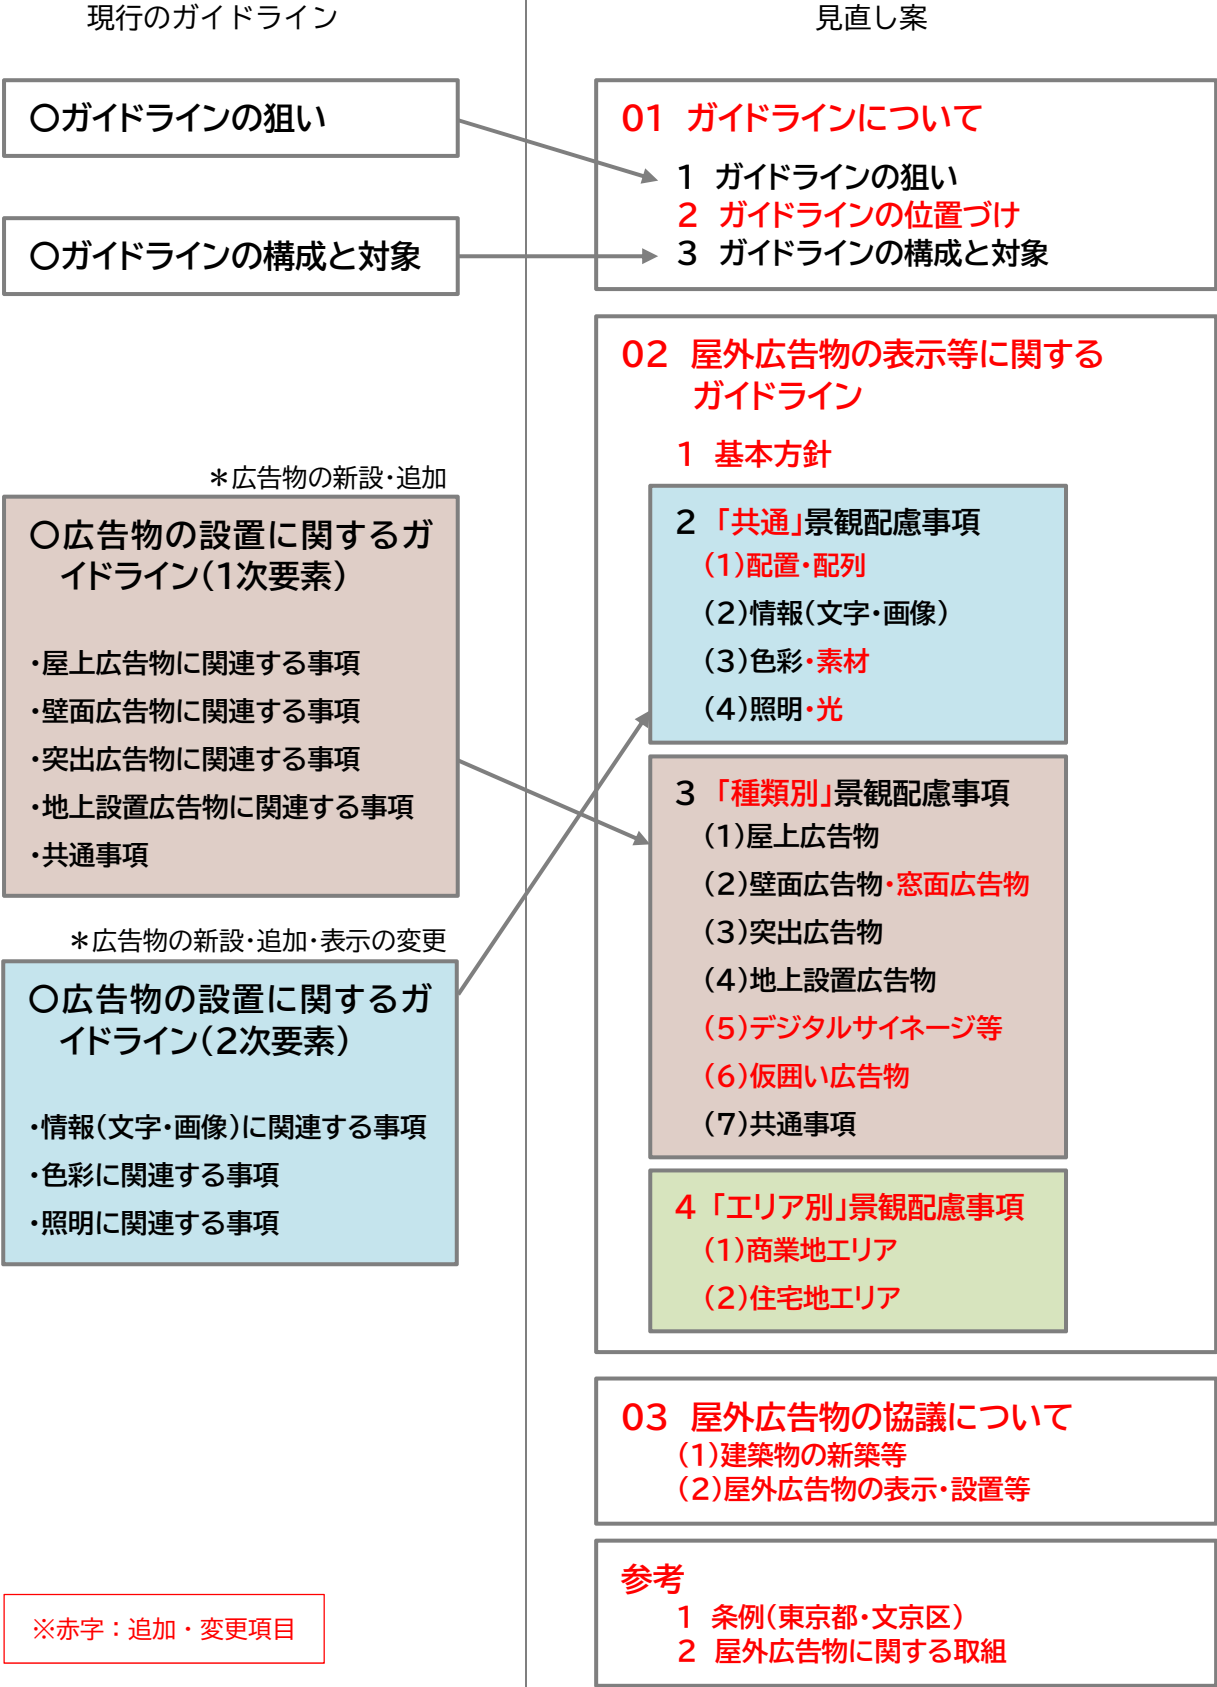 現行のガイドライン
〇ガイドラインの狙い
〇ガイドラインの構成と対象
＊広告物の新設・追加
〇広告物の設置に関するガ
イドライン（1次要素）
・屋上広告物に関連する事項
・壁面広告物に関連する事項
・突出広告物に関連する事項
・地上設置広告物に関連する事項
・共通事項
＊広告物の新設・追加・表示の変更
〇広告物の設置に関するガ
イドライン（2次要素）
・情報（文字・画像）に関連する事項
・色彩に関連する事項
・照明に関連する事項
※赤字：追加・変更項目
見直し案
01 ガイドラインについて
1 ガイドラインの狙い
2 ガイドラインの位置づけ
3 ガイドラインの構成と対象
02 屋外広告物の表示等に関する
ガイドライン
1 基本方針
2 「共通」景観配慮事項
（1）配置・配列
（2）情報（文字・画像）
（3）色彩・素材
（4）照明・光
3 「種類別」景観配慮事項
（1）屋上広告物
（2）壁面広告物・窓面広告物
（3）突出広告物
（4）地上設置広告物
（5）デジタルサイネージ等
（6）仮囲い広告物
（7）共通事項
4 「エリア別」景観配慮事項
（1）商業地エリア
（2）住宅地エリア
03 屋外広告物の協議について
（1）建築物の新築等
（2）屋外広告物の表示・設置等
参考
1 条例（東京都・文京区）
2 屋外広告物に関する取組